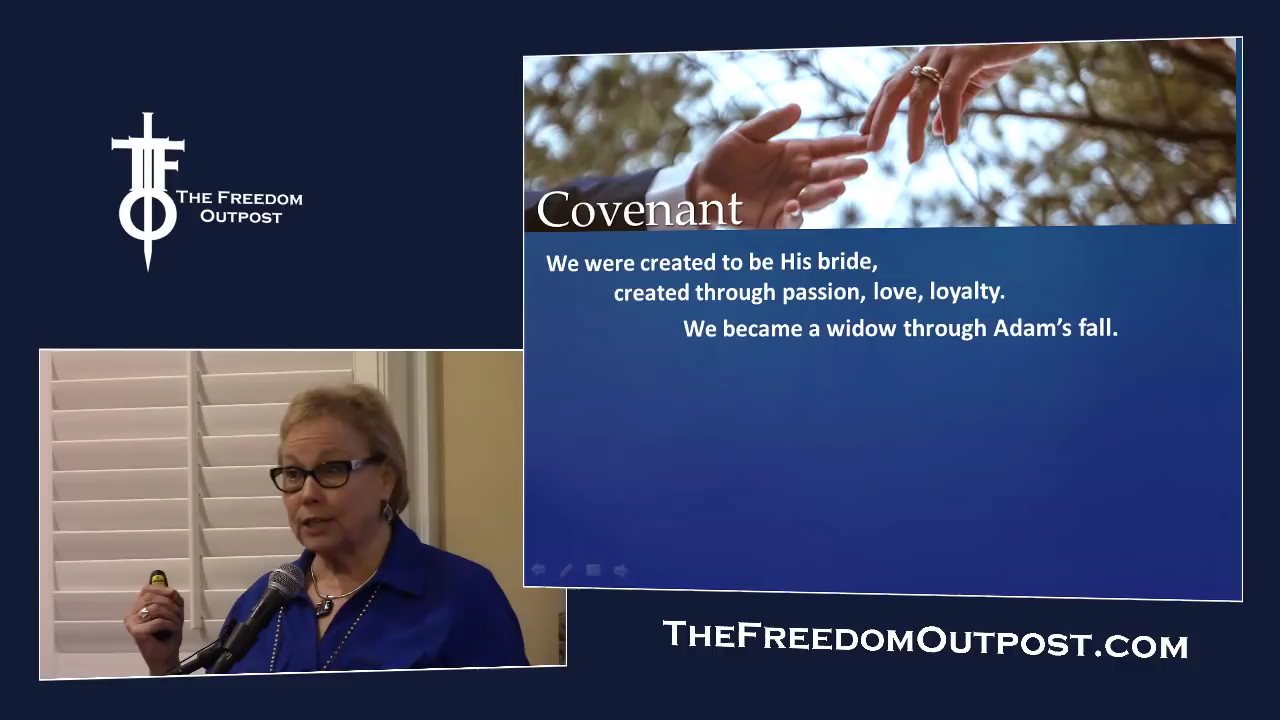 TF
THE FREEDOM
OUTPOST
Covenant
We were created to be His bride,
created through passion, love, loyalty.
We became a widow through Adam’s fall.
THEFREEDOMOUTPOST.COM